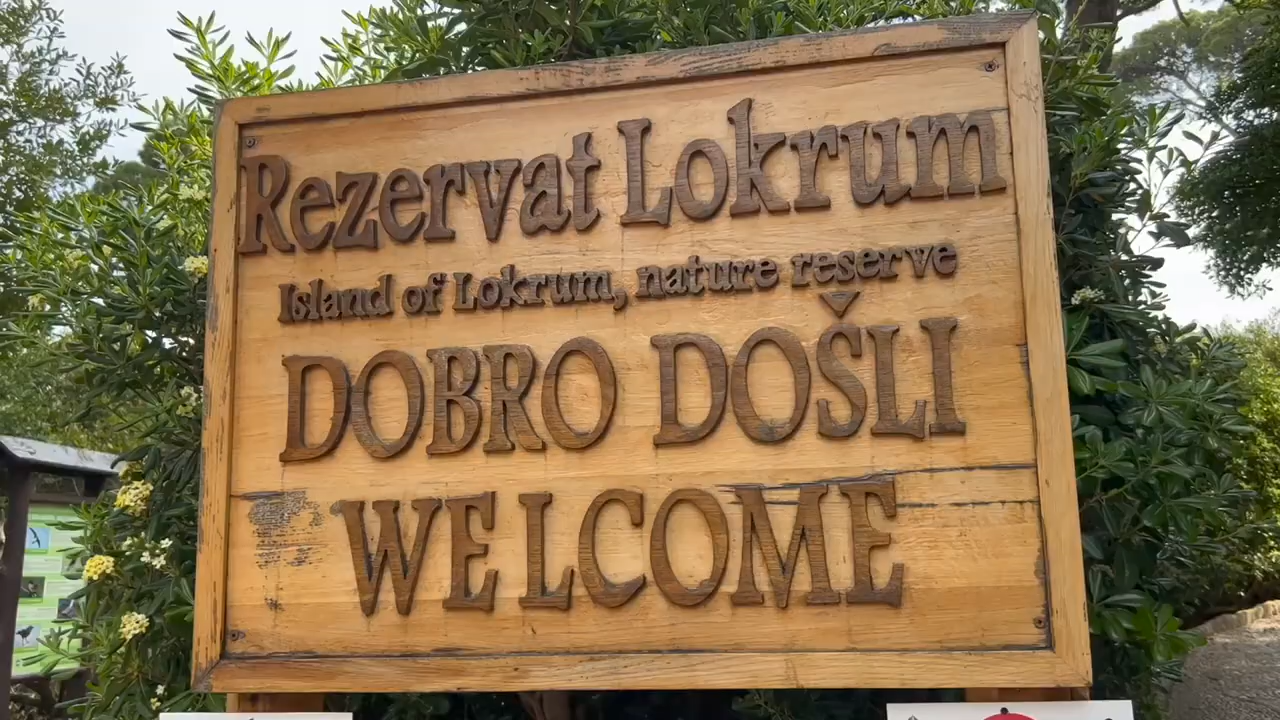 Rezervat Lokrum
Island of Lokrum, nature reserve
DOBRO DOŠLI
WELCOME